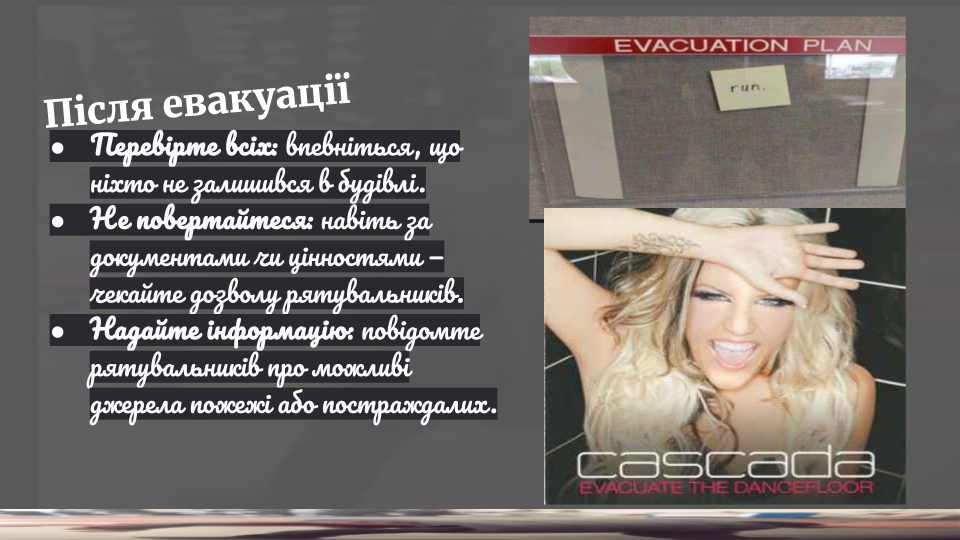 Після евакуації
● Перевірте всіх: впевніться, що
ніхто не залишився в будівлі.
● Не повертайтеся: навіть за
документами чи цінностями –
чекайте дозволу рятувальників.
● Надайте інформацію: повідомте
рятувальників про можливі
джерела пожежі або постраждалих.
EVACUATION PLAN
run.
cascada
EVACUATE THE DANCEFLOOR